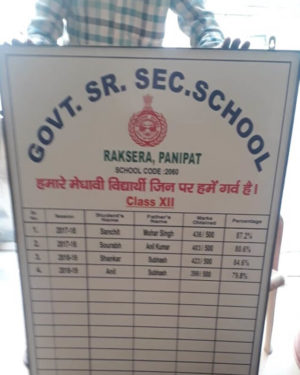 GOVT. SR. SEC.SCHOOL
RAKSERA, PANIPAT
SCHOOL CODE :2060
हमारे मेधावी विद्यार्थी जिन पर हमें गर्व है।
Class XII
Sr. No. Session Student's Name Father's Name Marks Obtained Percentage
1. 2017-18 Sanchit Mohar Singh 436/500 87.2%
2. 2017-18 Sourabh Anil Kumar 403/500 80.6%
3. 2018-19 Shankar Subhash 423/500 84.6%
4. 2018-19 Anil Subhash 399/500 79.8%